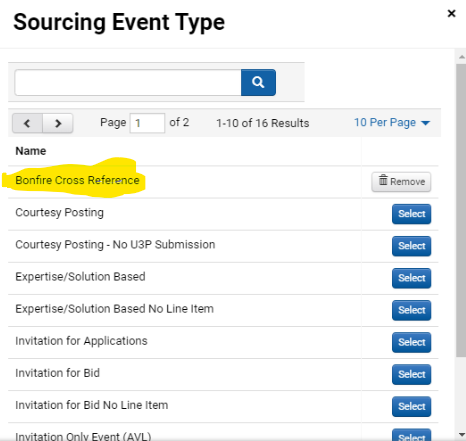 Sourcing Event Type
×
Page 1 of 2 1-10 of 16 Results 10 Per Page
Name
Bonfire Cross Reference Remove
Courtesy Posting Select
Courtesy Posting - No U3P Submission Select
Expertise/Solution Based Select
Expertise/Solution Based No Line Item Select
Invitation for Applications Select
Invitation for Bid Select
Invitation for Bid No Line Item Select
Invitation Only Event (AVL) Select